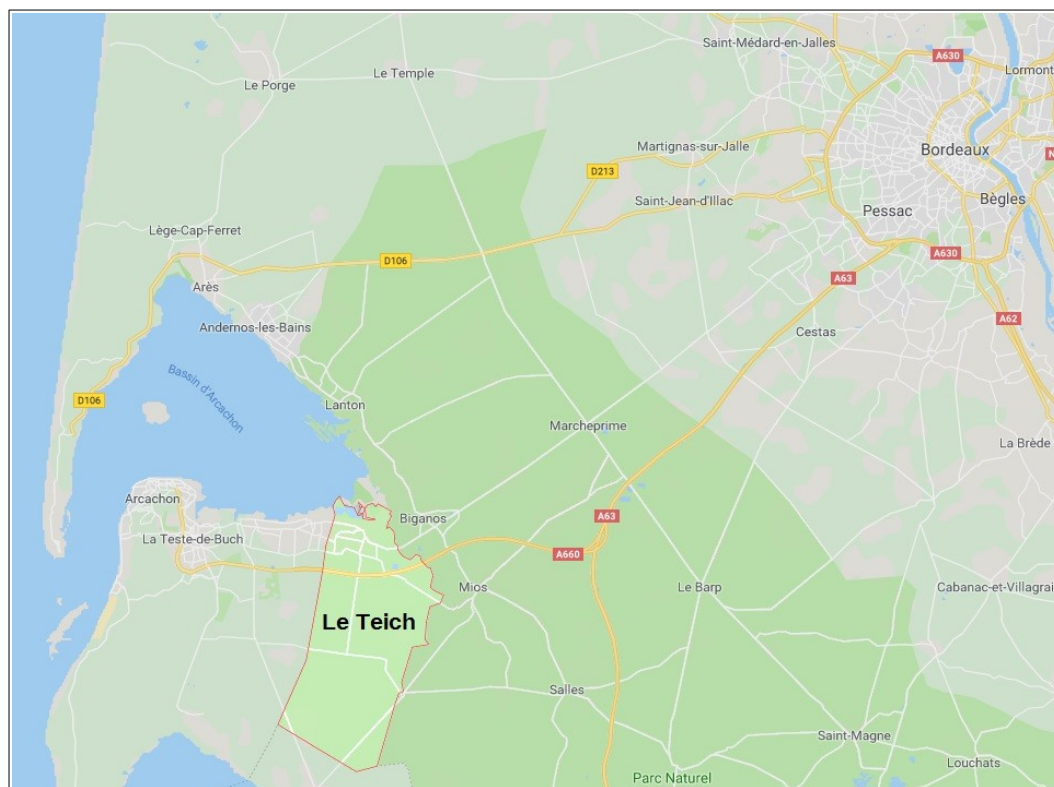 Saint-Médard-en-Jalles
A630
Lormont
Le Temple
Le Porge
Martignas-sur-Jalle
Bordeaux
D213
N
Saint-Jean-d'Illac
Bègles
Pessac
Lège-Cap-Ferret
D106
A630
A63
Arès
A62
Andernos-les-Bains
Cestas
Bassin d'Arcachon
D106
Lanton
Marcheprime
La Brède
Arcachon
Biganos
A63
La Teste-de-Buch
A660
Mios
Le Barp
Cabanac-et-Villagrai
Le Teich
Salles
Saint-Magne
Louchats
Parc Naturel